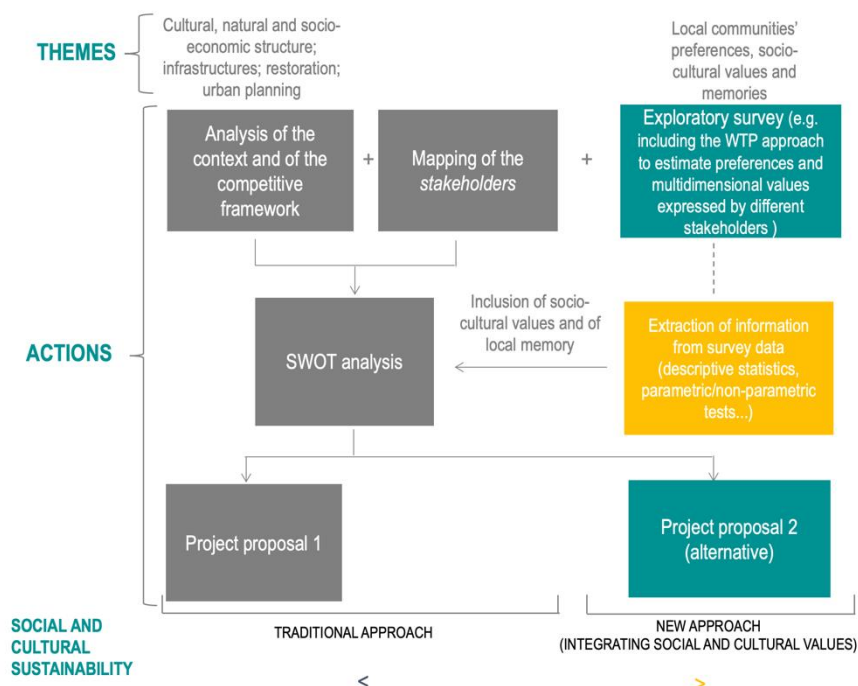 THEMES
Cultural, natural and socio-
economic structure;
infrastructures; restoration;
urban planning
Local communities'
preferences, socio-
cultural values and
memories
ACTIONS
Analysis of the
context and of the
competitive
framework
+
Mapping of the
stakeholders
+
Exploratory survey (e.g.
including the WTP approach
to estimate preferences and
multidimensional values
expressed by different
stakeholders )
SWOT analysis
Inclusion of socio-
cultural values and of
local memory
Extraction of information
from survey data
(descriptive statistics,
parametric/non-parametric
tests...)
Project proposal 1
Project proposal 2
(alternative)
SOCIAL AND
CULTURAL
SUSTAINABILITY
TRADITIONAL APPROACH
NEW APPROACH
(INTEGRATING SOCIAL AND CULTURAL VALUES)
<
>